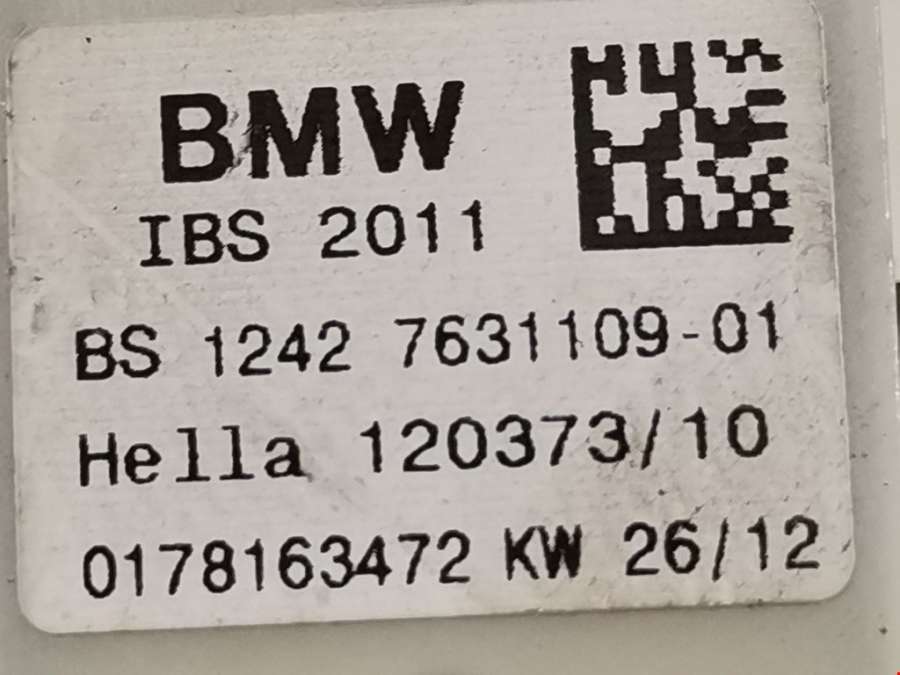 BMW
IBS 2011
BS 1242 7631109-01
Hella 120373/10
0178163472 KW 26/12